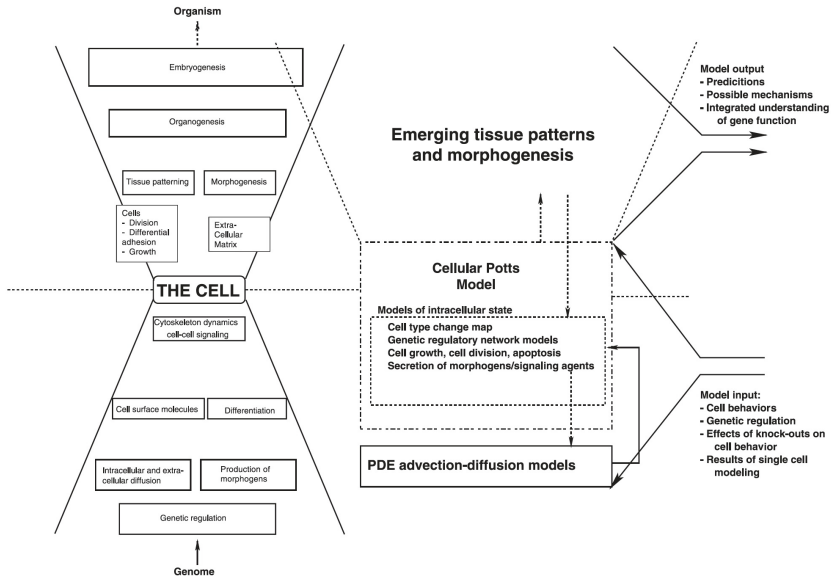 Organism
Embryogenesis
Organogenesis
Tissue patterning
Morphogenesis
Cells
- Division
- Differential
adhesion
- Growth
Extra-
Cellular
Matrix
THE CELL
Cytoskeleton dynamics
cell-cell signaling
Cell surface molecules
Differentiation
Intracellular and extra-
cellular diffusion
Production of
morphogens
Genetic regulation
Genome
Emerging tissue patterns
and morphogenesis
Cellular Potts
Model
Models of intracellular state
Cell type change map
Genetic regulatory network models
Cell growth, cell division, apoptosis
Secretion of morphogens/signaling agents
PDE advection-diffusion models
Model output
- Predicitions
- Possible mechanisms
- Integrated understanding
of gene function
Model input:
- Cell behaviors
- Genetic regulation
- Effects of knock-outs on
cell behavior
- Results of single cell
modeling